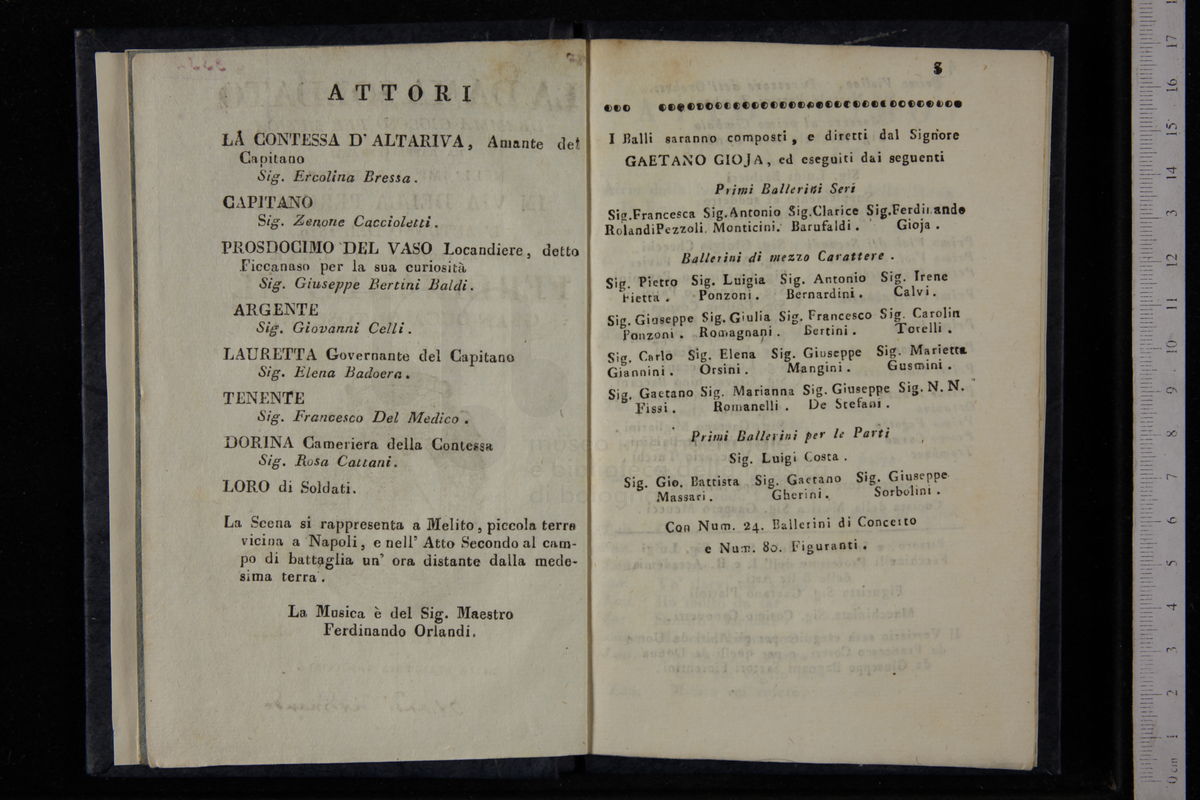 ATTORI
LA CONTESSA D' ALTARIVA, Amante del
Capitano
Sig. Ercolina Bressa.
CAPITANO
Sig. Zenone Caccioletti.
PROSDOCIMO DEL VASO Locandiere, detto
Ficcanaso per la sua curiosità
Sig. Giuseppe Bertini Baldi.
ARGENTE
Sig. Giovanni Celli.
LAURETTA Governante del Capitano
Sig. Elena Badoera.
TENENTE
Sig. Francesco Del Medico.
DORINA Cameriera della Contessa
Sig. Rosa Cattani.
LORO di Soldati.
La Scena si rappresenta a Melito, piccola terra
vicina a Napoli, e nell' Atto Secondo al cam-
po di battaglia un' ora distante dalla mede-
sima terra.
La Musica è del Sig. Maestro
Ferdinando Orlandi.
3
I Balli saranno composti, e diretti dal Signore
GAETANO GIOJA, ed eseguiti dai seguenti
Primi Ballerini Seri
Sig. Francesca Sig. Antonio Sig. Clarice Sig. Ferdinando
Rolandi Pezzoli. Monticini. Barufaldi. Gioja.
Ballerini di mezzo Carattere.
Sig. Pietro Sig. Luigia Sig. Antonio Sig. Irene
Fietta. Ponzoni. Bernardini. Calvi.
Sig. Giuseppe Sig. Giulia Sig. Francesco Sig. Carolin
Ponzoni. Romagnani. Bertini. Torelli.
Sig. Carlo Sig. Elena Sig. Giuseppe Sig. Marietta
Giannini. Orsini. Mangini. Gusmini.
Sig. Gaetano Sig. Marianna Sig. Giuseppe Sig. N. N.
Fissi. Romanelli. De Stefani.
Primi Ballerini per le Parti
Sig. Luigi Costa.
Sig. Gio. Battista Sig. Gaetano Sig. Giuseppe
Massari. Gherini. Sorbolini.
Con Num. 24. Ballerini di Concerto
e Num. 80. Figuranti.